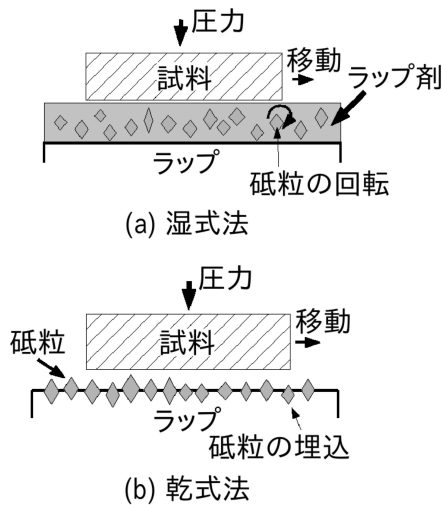 圧力
試料
移動
ラップ剤
ラップ
砥粒の回転
(a) 湿式法
圧力
試料
移動
砥粒
ラップ
砥粒の埋込
(b) 乾式法